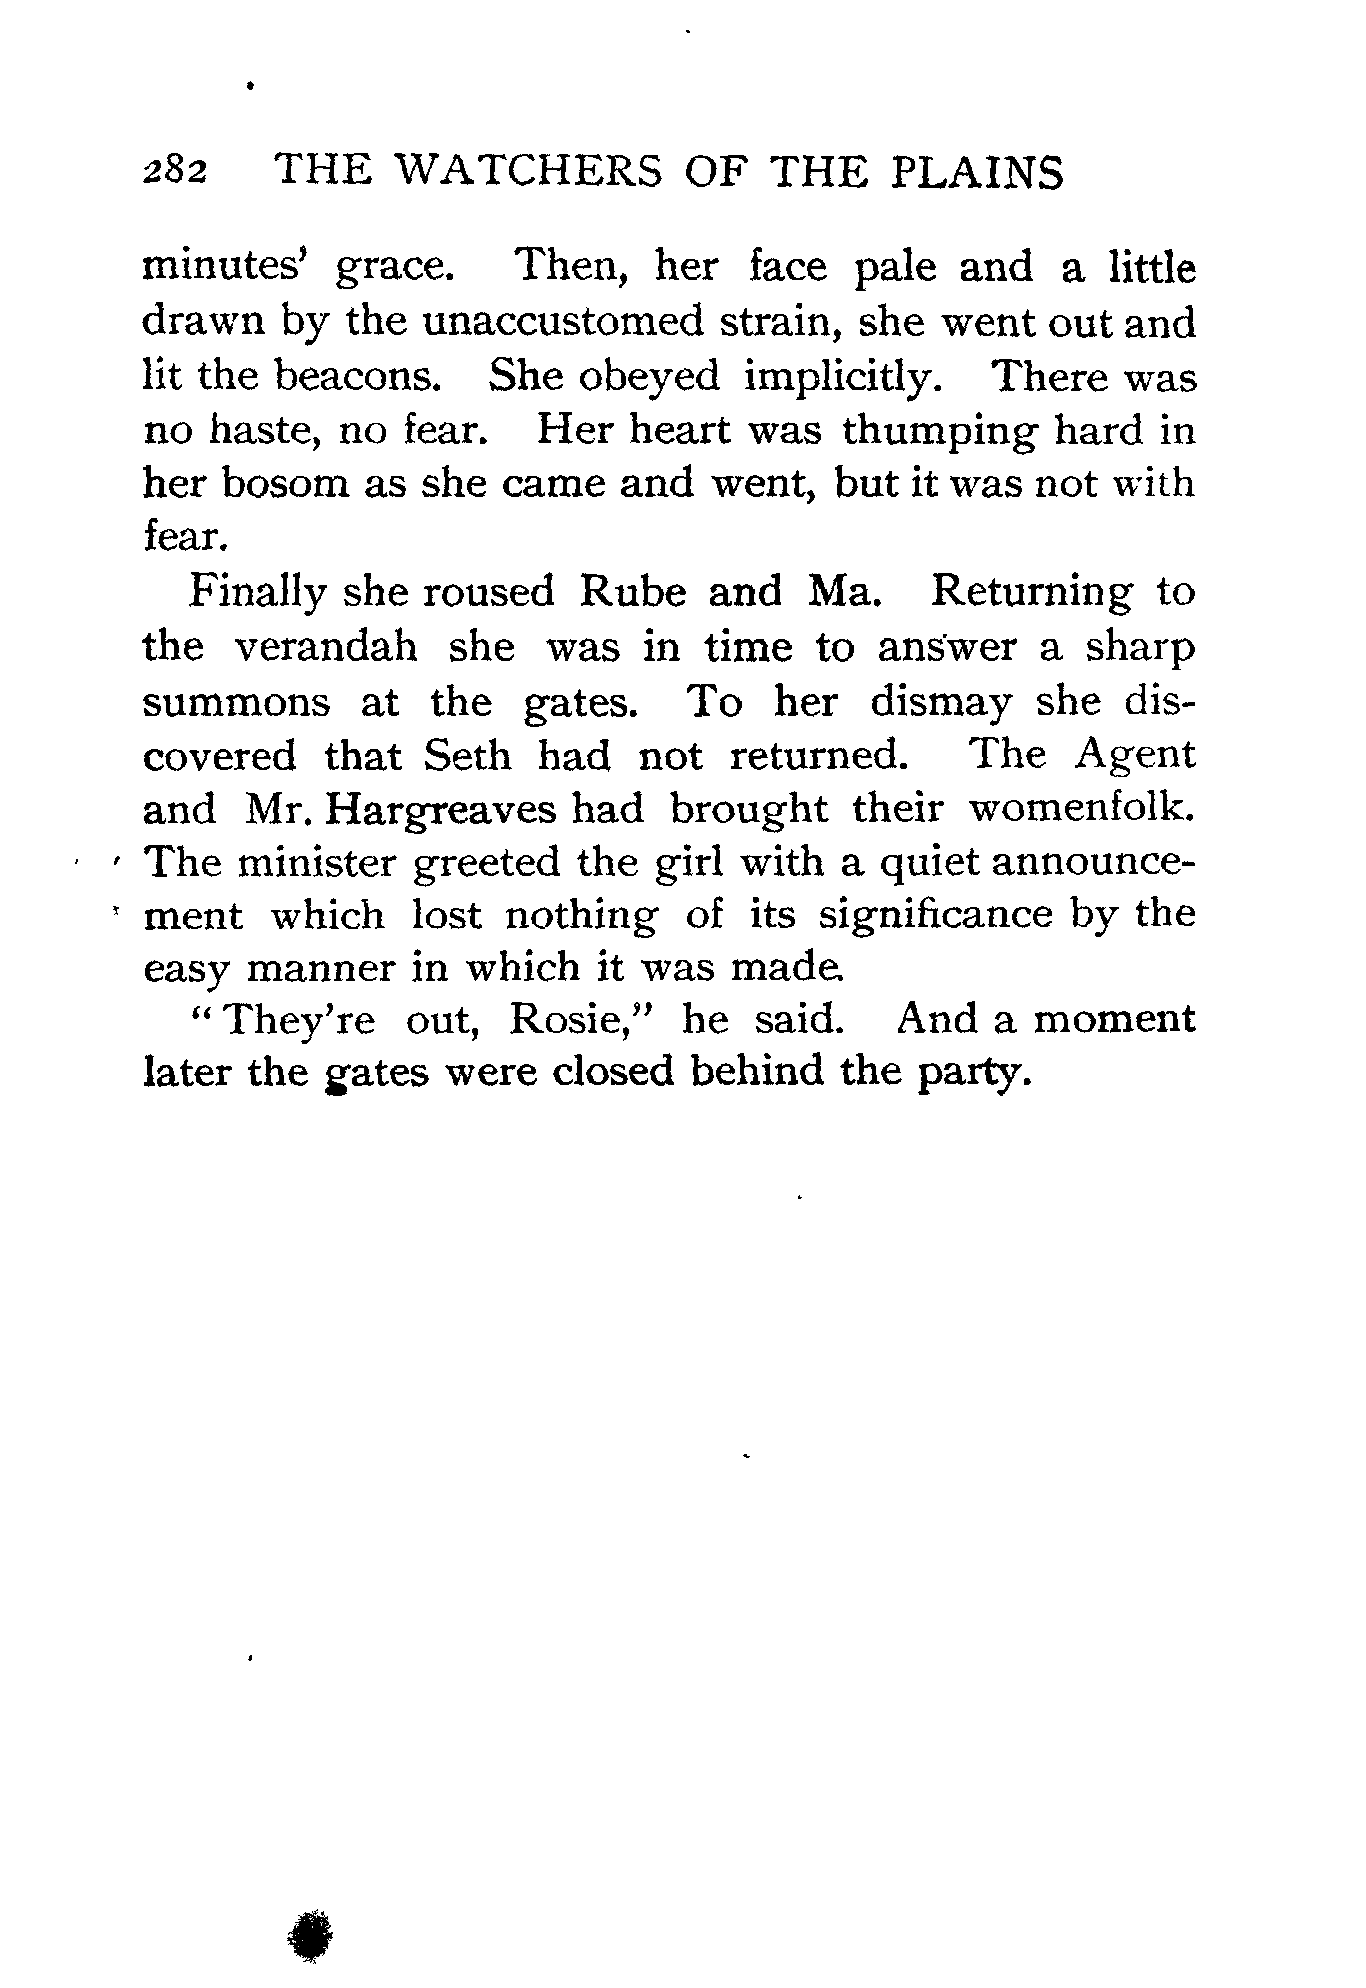 282 THE WATCHERS OF THE PLAINS
minutes' grace. Then, her face pale and a little
drawn by the unaccustomed strain, she went out and
lit the beacons. She obeyed implicitly. There was
no haste, no fear. Her heart was thumping hard in
her bosom as she came and went, but it was not with
fear.
Finally she roused Rube and Ma. Returning to
the verandah she was in time to answer a sharp
summons at the gates. To her dismay she dis-
covered that Seth had not returned. The Agent
and Mr. Hargreaves had brought their womenfolk.
The minister greeted the girl with a quiet announce-
ment which lost nothing of its significance by the
easy manner in which it was made.
"They're out, Rosie," he said. And a moment
later the gates were closed behind the party.